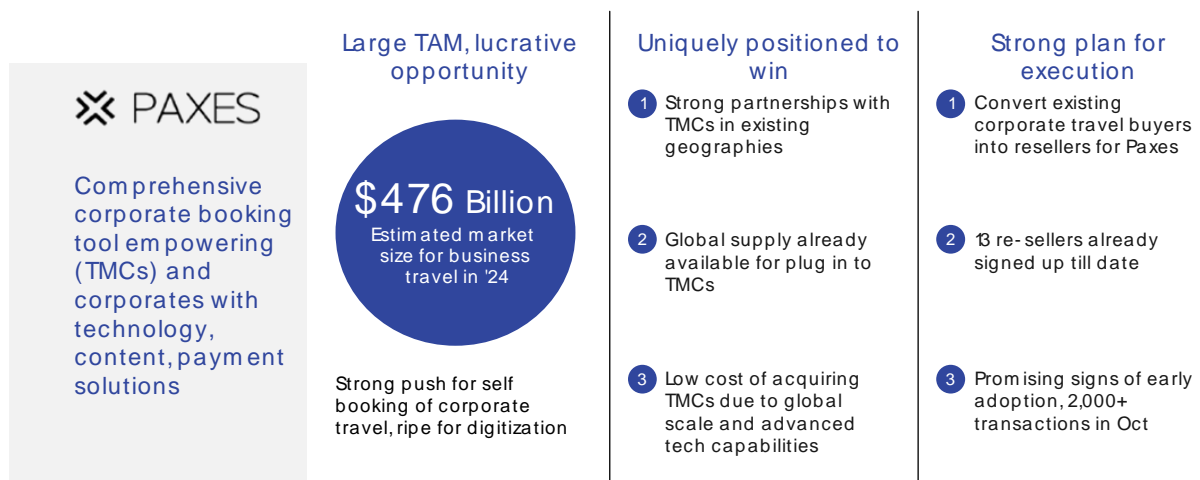 PAXES
Comprehensive
corporate booking
tool empowering
(TMCs) and
corporates with
technology,
content, payment
solutions
Large TAM, lucrative
opportunity
$476 Billion
Estimated market
size for business
travel in '24
Strong push for self
booking of corporate
travel, ripe for digitization
Uniquely positioned to
win
1 Strong partnerships with
TMCs in existing
geographies
2 Global supply already
available for plug in to
TMCs
3 Low cost of acquiring
TMCs due to global
scale and advanced
tech capabilities
Strong plan for
execution
1 Convert existing
corporate travel buyers
into resellers for Paxes
2 13 re-sellers already
signed up till date
3 Promising signs of early
adoption, 2,000+
transactions in Oct